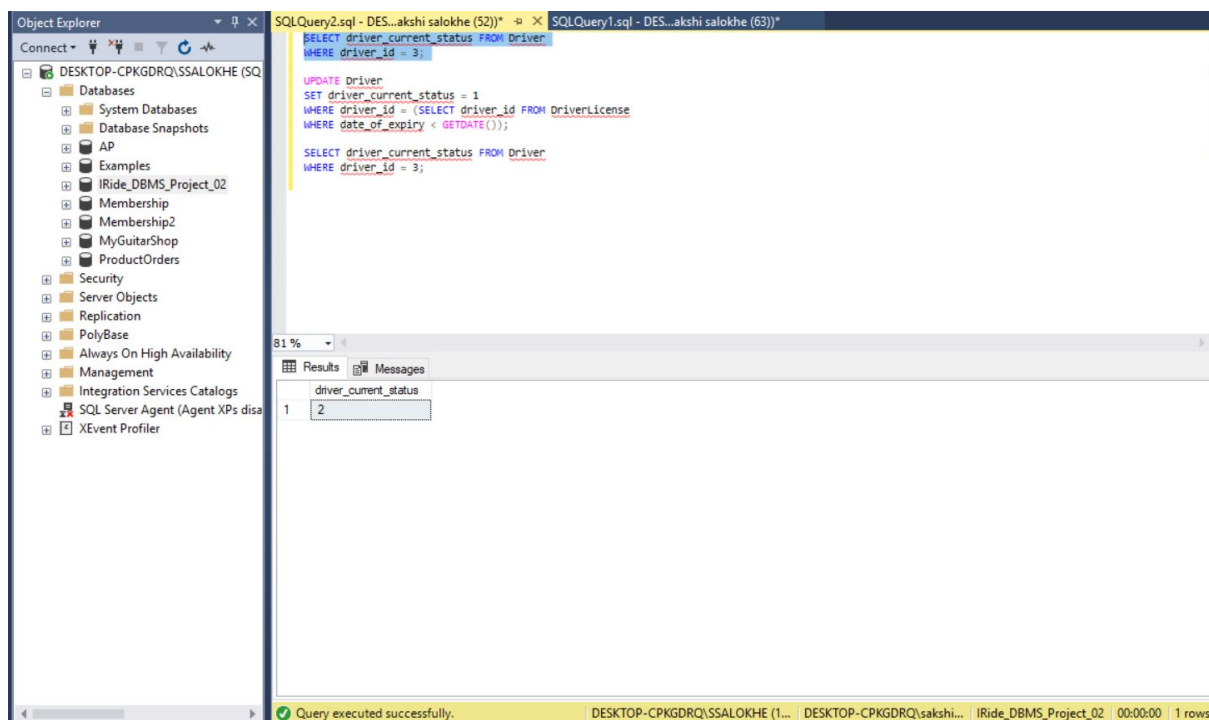 Object Explorer
Connect
DESKTOP-CPKGDRQ\SSALOKHE (SQ
Databases
System Databases
Database Snapshots
AP
Examples
IRide_DBMS_Project_02
Membership
Membership2
MyGuitarShop
ProductOrders
Security
Server Objects
Replication
PolyBase
Always On High Availability
Management
Integration Services Catalogs
SQL Server Agent (Agent XPs disa
XEvent Profiler
SQLQuery2.sql - DES...akshi salokhe (52))* SQLQuery1.sql - DES...akshi salokhe (63))*
SELECT driver_current_status FROM Driver
WHERE driver_id = 3;
UPDATE Driver
SET driver_current_status = 1
WHERE driver_id = (SELECT driver_id FROM DriverLicense
WHERE date_of_expiry < GETDATE());
SELECT driver_current_status FROM Driver
WHERE driver_id = 3;
81 %
Results Messages
driver_current_status
1 2
Query executed successfully. DESKTOP-CPKGDRQ\SSALOKHE (1... DESKTOP-CPKGDRQ\sakshi... IRide_DBMS_Project_02 00:00:00 1 rows